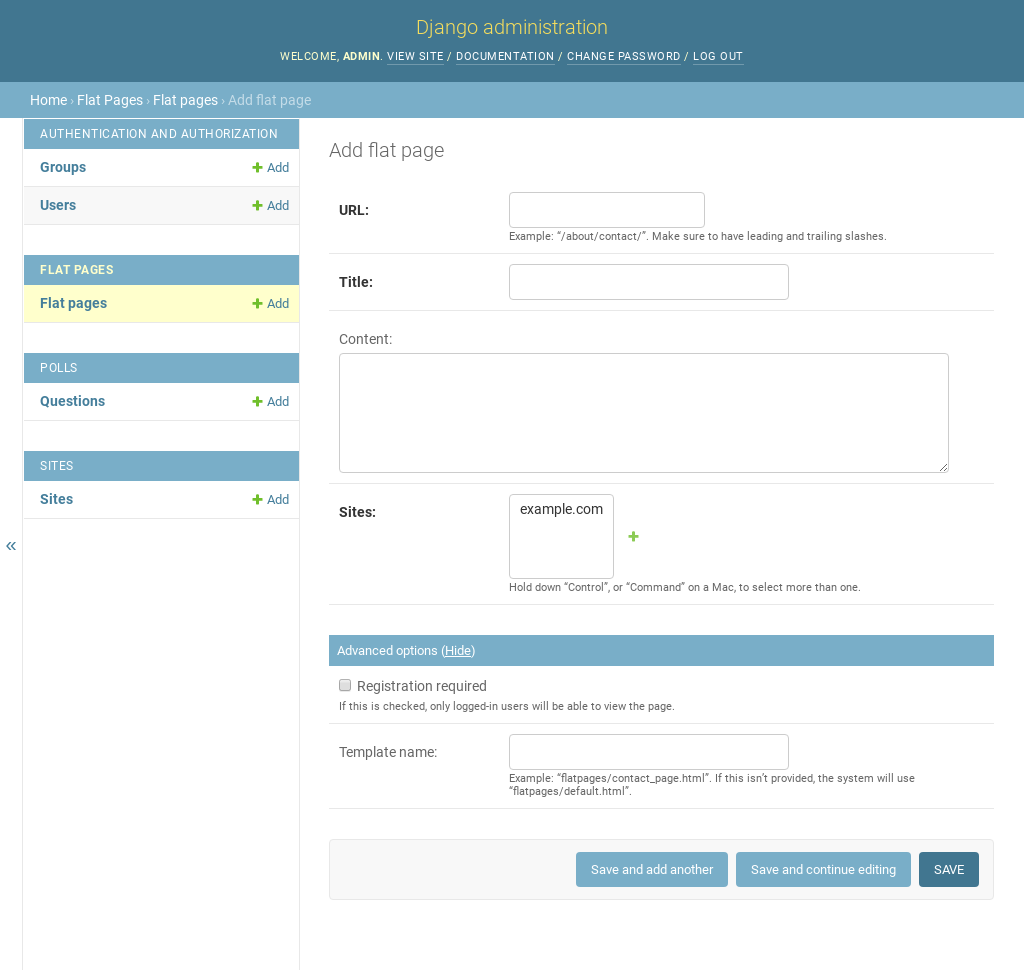 Django administration
WELCOME, ADMIN. VIEW SITE / DOCUMENTATION / CHANGE PASSWORD / LOG OUT
Home › Flat Pages › Flat pages › Add flat page
AUTHENTICATION AND AUTHORIZATION
Groups Add
Users Add
FLAT PAGES
Flat pages Add
POLLS
Questions Add
SITES
Sites Add
«
Add flat page
URL:
Example: “/about/contact/”. Make sure to have leading and trailing slashes.
Title:
Content:
Sites:
example.com
Hold down “Control”, or “Command” on a Mac, to select more than one.
Advanced options (Hide)
Registration required
If this is checked, only logged-in users will be able to view the page.
Template name:
Example: “flatpages/contact_page.html”. If this isn’t provided, the system will use
“flatpages/default.html”.
Save and add another
Save and continue editing
SAVE